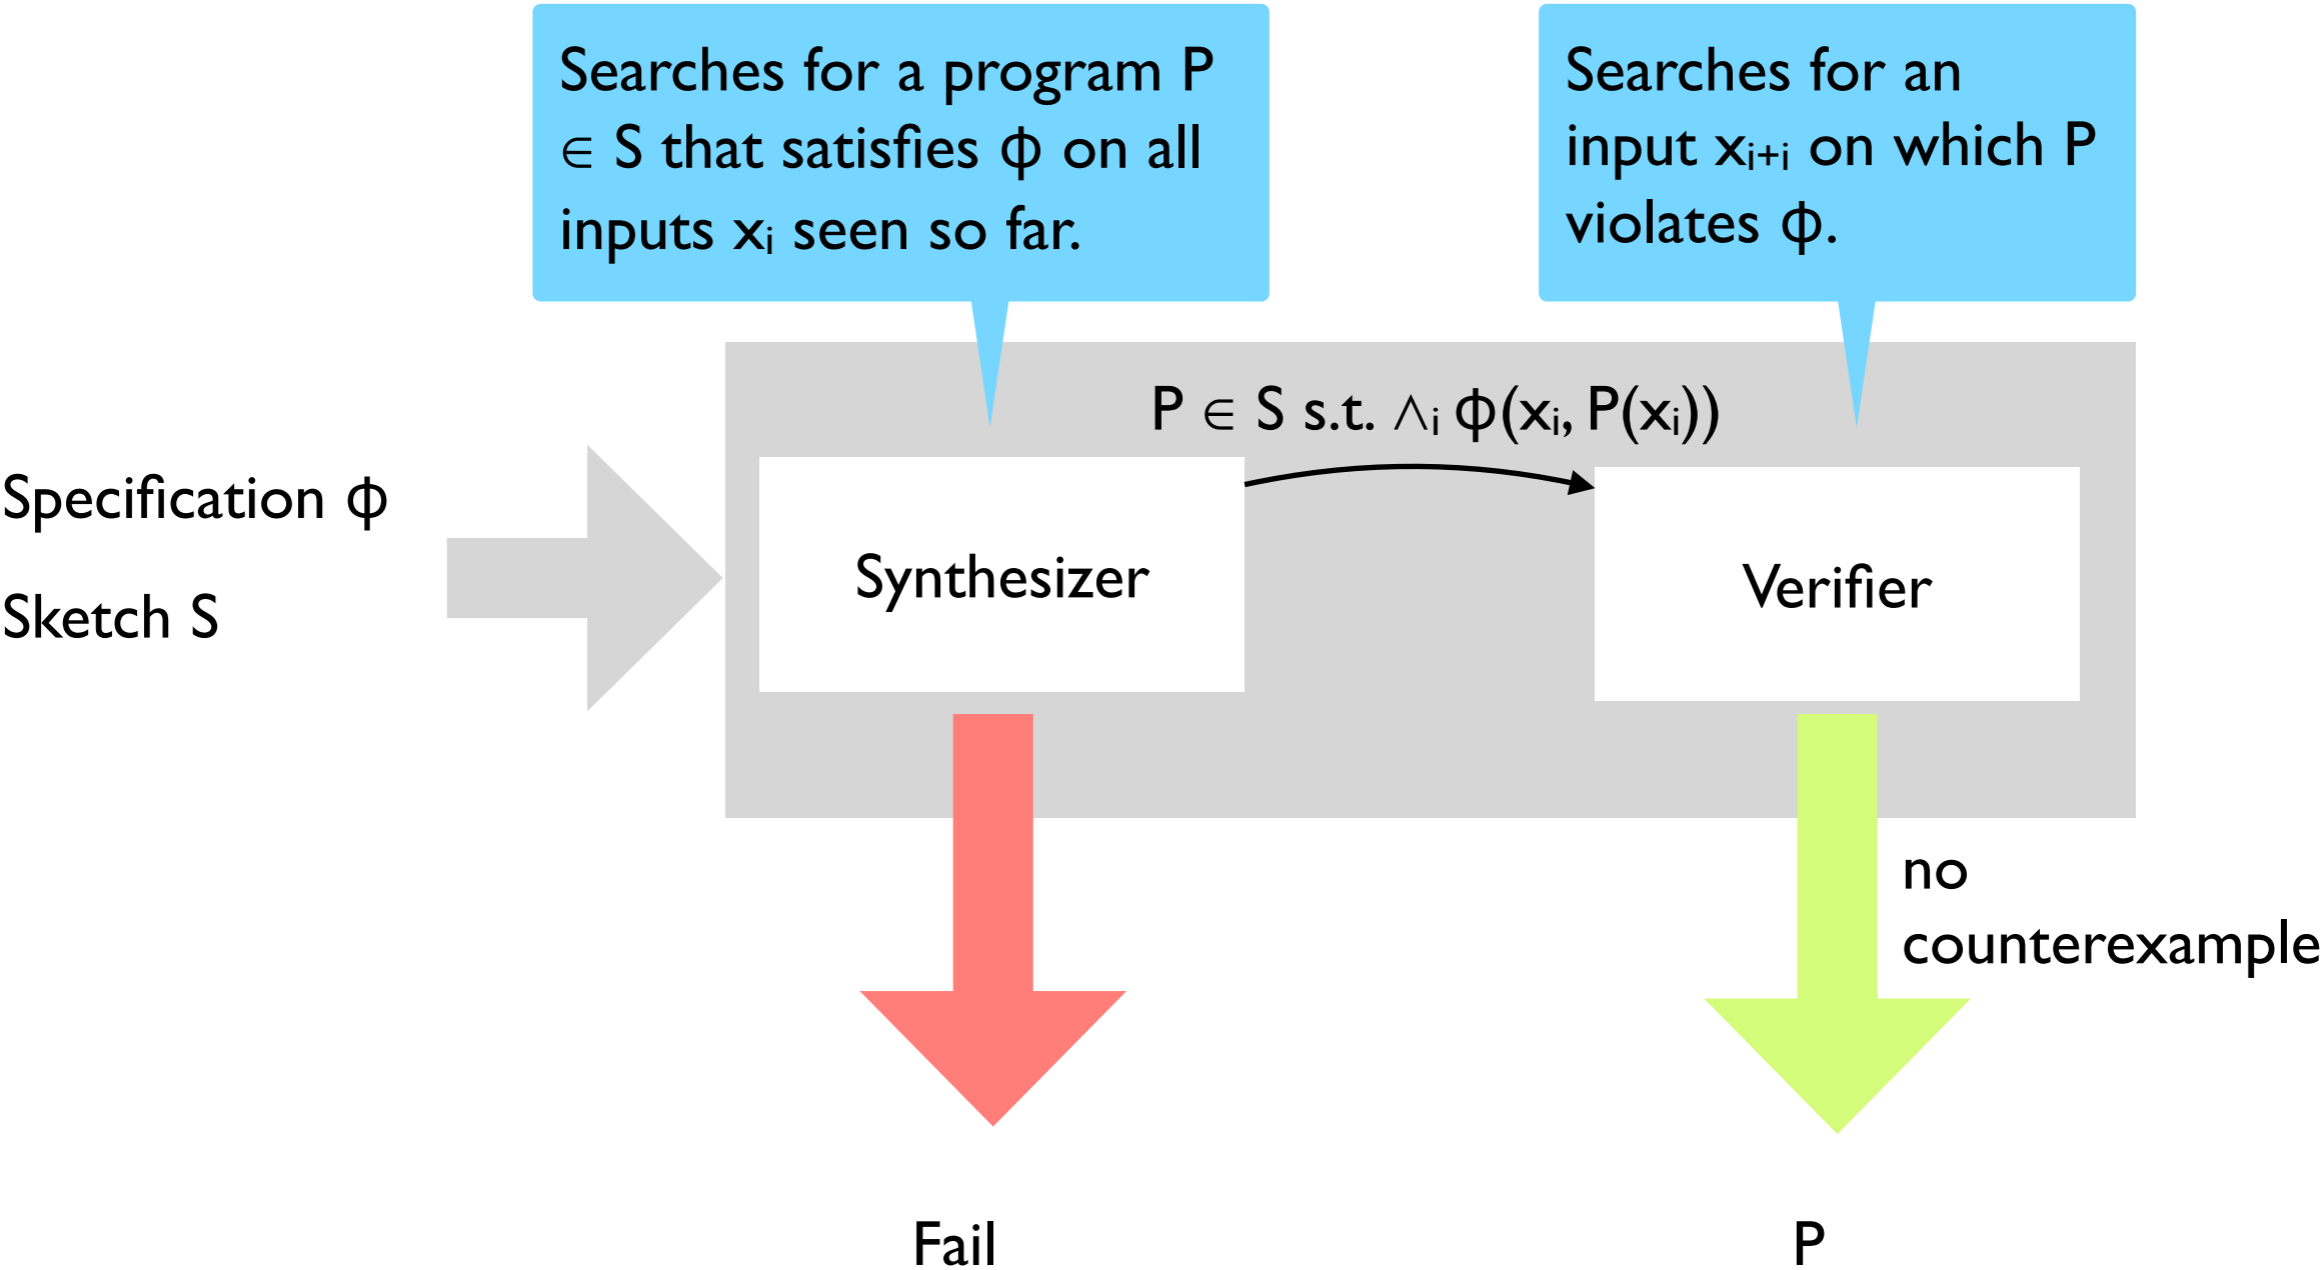 Searches for a program P
∈ S that satisfies ϕ on all
inputs xᵢ seen so far.
Searches for an
input xᵢ₊ᵢ on which P
violates ϕ.
P ∈ S s.t. ∧ᵢ ϕ(xᵢ, P(xᵢ))
Specification ϕ
Sketch S
Synthesizer
Verifier
no
counterexample
Fail
P